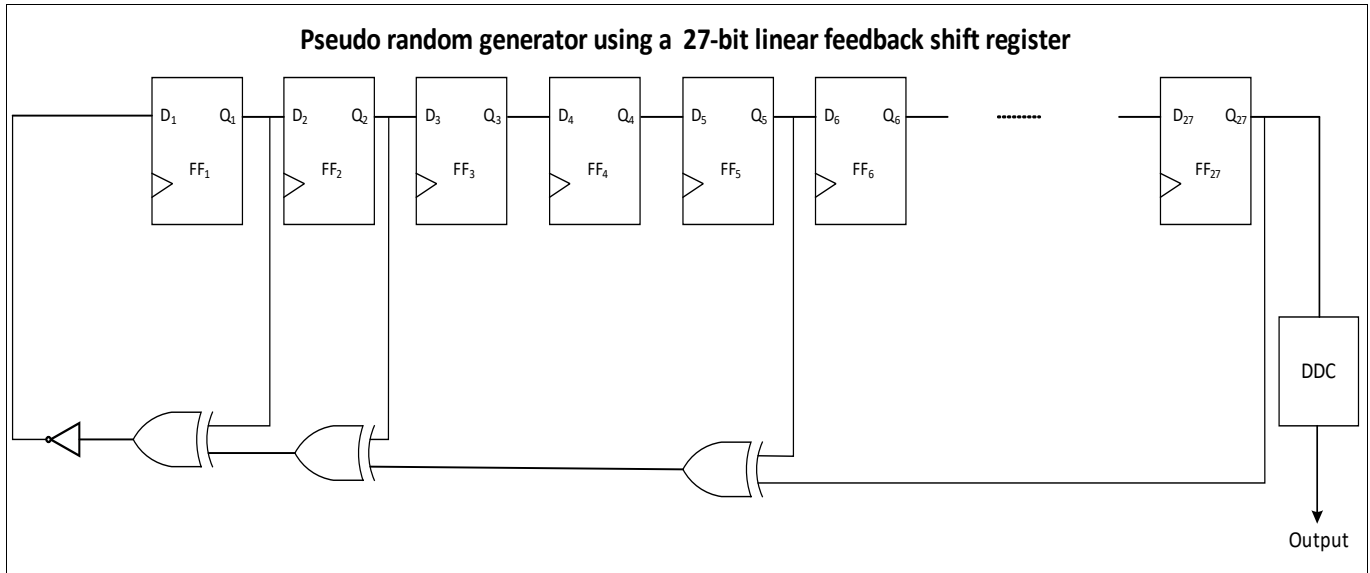 Pseudo random generator using a 27-bit linear feedback shift register
D₁ Q₁ D₂ Q₂ D₃ Q₃ D₄ Q₄ D₅ Q₅ D₆ Q₆ ......... D₂₇ Q₂₇
FF₁ FF₂ FF₃ FF₄ FF₅ FF₆ FF₂₇
DDC
Output